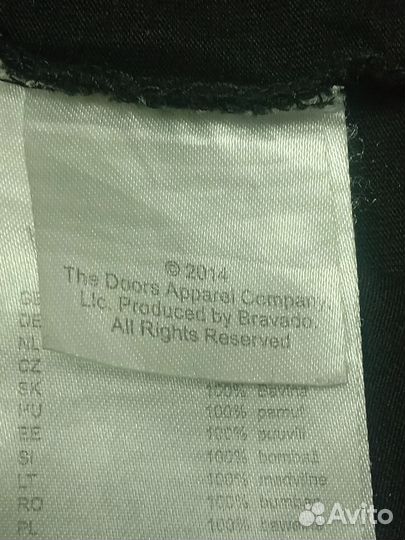 © 2014
The Doors Apparel Company,
Llc. Produced by Bravado.
All Rights Reserved
DE
NL
CZ
SK 100% Bavlna
HU 100% pamut
EE 100% puuvill
SI 100% bombaž
LT 100% medvilnė
RO 100% bumbac
PL 100% bawełna
Avito